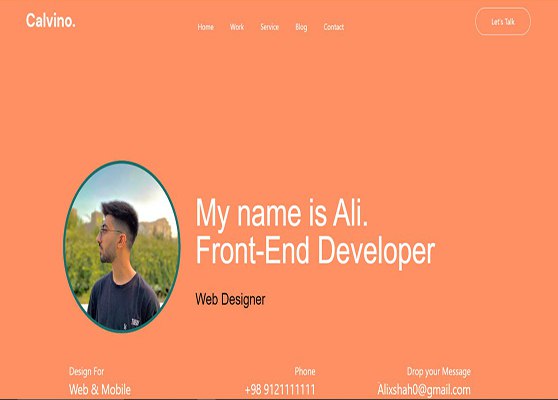 Calvino.
Home Work Service Blog Contact
Let's Talk
My name is Ali.
Front-End Developer
Web Designer
Design For
Web & Mobile
Phone
+98 9121111111
Drop your Message
Alixshah0@gmail.com